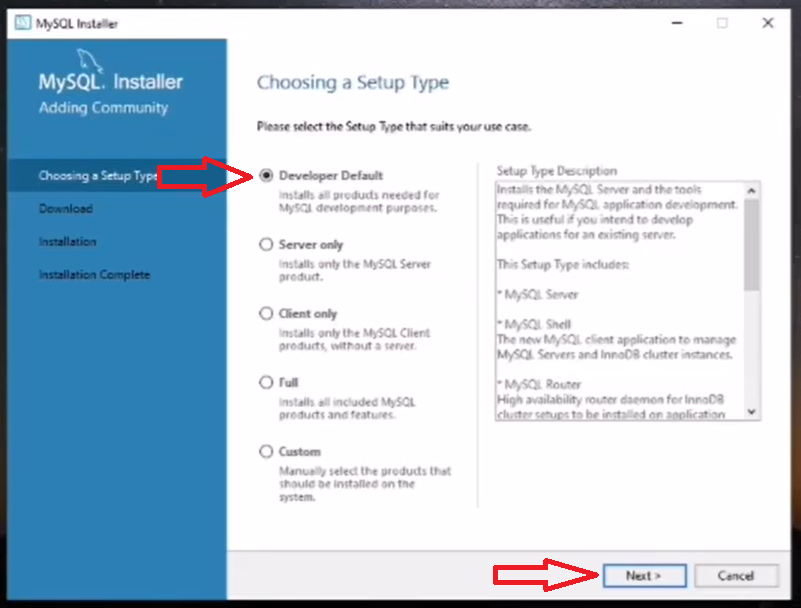 MySQL Installer
MySQL. Installer
Adding Community
Choosing a Setup Type
Download
Installation
Installation Complete
Choosing a Setup Type
Please select the Setup Type that suits your use case.
Developer Default
Installs all products needed for
MySQL development purposes.
Server only
Installs only the MySQL Server
product.
Client only
Installs only the MySQL Client
products, without a server.
Full
Installs all included MySQL
products and features.
Custom
Manually select the products that
should be installed on the
system.
Setup Type Description
Installs the MySQL Server and the tools
required for MySQL application development.
This is useful if you intend to develop
applications for an existing server.
This Setup Type includes:
* MySQL Server
* MySQL Shell
The new MySQL client application to manage
MySQL Servers and InnoDB cluster instances.
* MySQL Router
High availability router daemon for InnoDB
cluster setups to be installed on application
Next >
Cancel